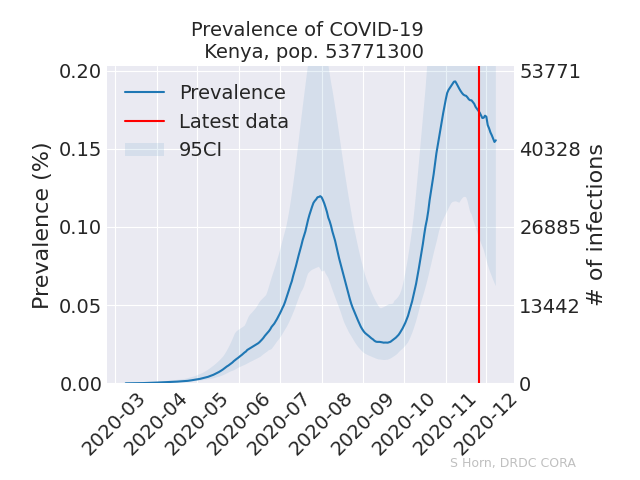 Prevalence of COVID-19
Kenya, pop. 53771300
Prevalence
Latest data
95CI
Prevalence (%)
0.20
0.15
0.10
0.05
0.00
53771
40328
26885
13442
0
# of infections
2020-03
2020-04
2020-05
2020-06
2020-07
2020-08
2020-09
2020-10
2020-11
2020-12
S Horn, DRDC CORA